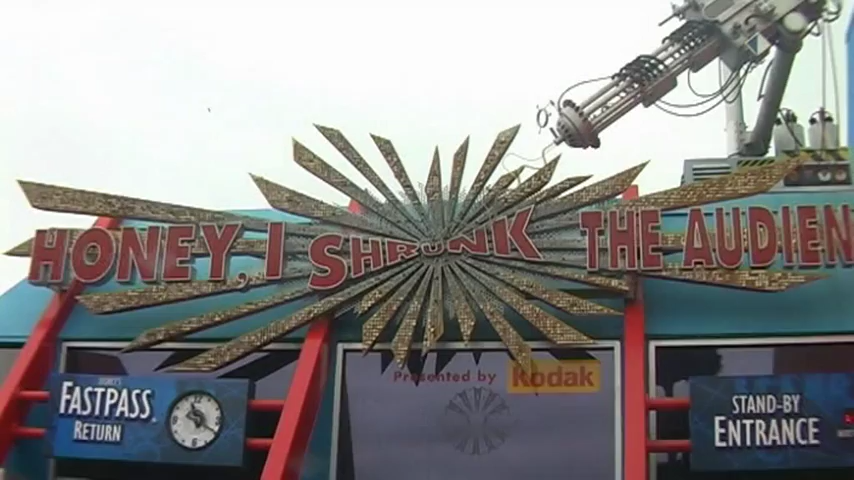 HONEY, I SHRUNK THE AUDIEN
Presented by Kodak
DISNEY'S
FASTPASS
RETURN
STAND-BY
ENTRANCE